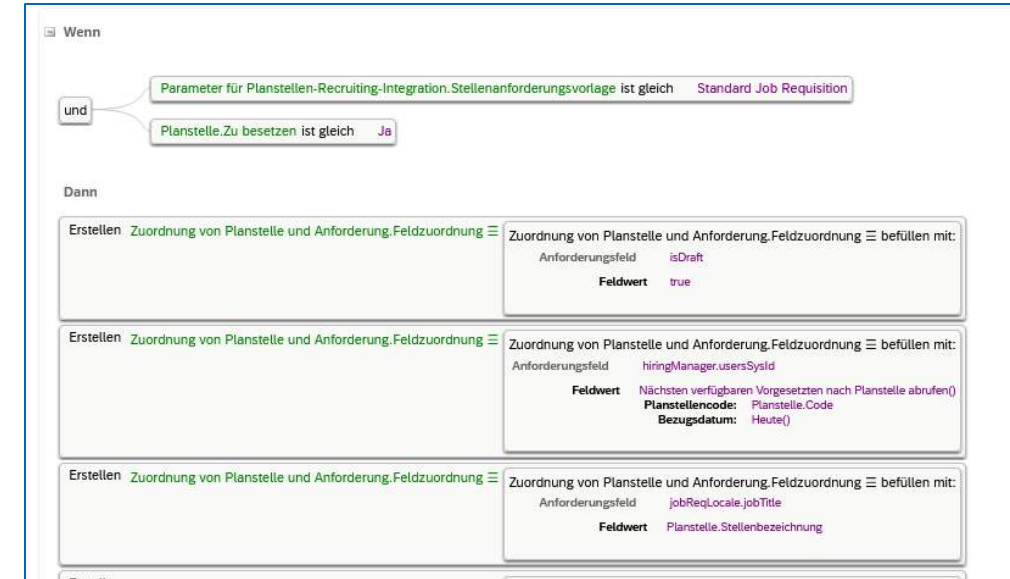 Wenn
Parameter für Planstellen-Recruiting-Integration.Stellenanforderungsvorlage ist gleich Standard Job Requisition
und
Planstelle.Zu besetzen ist gleich Ja
Dann
Erstellen Zuordnung von Planstelle und Anforderung.Feldzuordnung ☰ Zuordnung von Planstelle und Anforderung.Feldzuordnung ☰ befüllen mit:
Anforderungsfeld isDraft
Feldwert true
Erstellen Zuordnung von Planstelle und Anforderung.Feldzuordnung ☰ Zuordnung von Planstelle und Anforderung.Feldzuordnung ☰ befüllen mit:
Anforderungsfeld hiringManager.usersSysId
Feldwert Nächsten verfügbaren Vorgesetzten nach Planstelle abrufen()
Planstellencode: Planstelle.Code
Bezugsdatum: Heute()
Erstellen Zuordnung von Planstelle und Anforderung.Feldzuordnung ☰ Zuordnung von Planstelle und Anforderung.Feldzuordnung ☰ befüllen mit:
Anforderungsfeld jobReqLocale.jobTitle
Feldwert Planstelle.Stellenbezeichnung